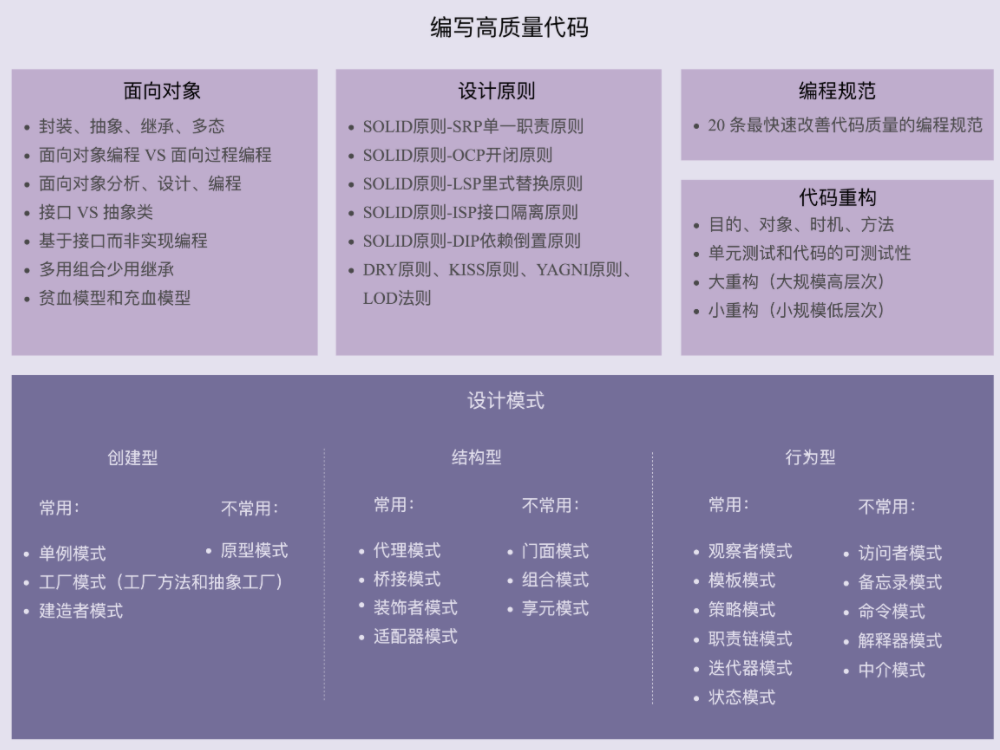 编写高质量代码
面向对象
封装、抽象、继承、多态
面向对象编程 VS 面向过程编程
面向对象分析、设计、编程
接口 VS 抽象类
基于接口而非实现编程
多用组合少用继承
贫血模型和充血模型
设计原则
SOLID原则-SRP单一职责原则
SOLID原则-OCP开闭原则
SOLID原则-LSP里式替换原则
SOLID原则-ISP接口隔离原则
SOLID原则-DIP依赖倒置原则
DRY原则、KISS原则、YAGNI原则、
LOD法则
编程规范
20 条最快速改善代码质量的编程规范
代码重构
目的、对象、时机、方法
单元测试和代码的可测试性
大重构（大规模高层次）
小重构（小规模低层次）
设计模式
创建型
常用：
单例模式
工厂模式（工厂方法和抽象工厂）
建造者模式
不常用：
原型模式
结构型
常用：
代理模式
桥接模式
装饰者模式
适配器模式
不常用：
门面模式
组合模式
享元模式
行为型
常用：
观察者模式
模板模式
策略模式
职责链模式
迭代器模式
状态模式
不常用：
访问者模式
备忘录模式
命令模式
解释器模式
中介模式